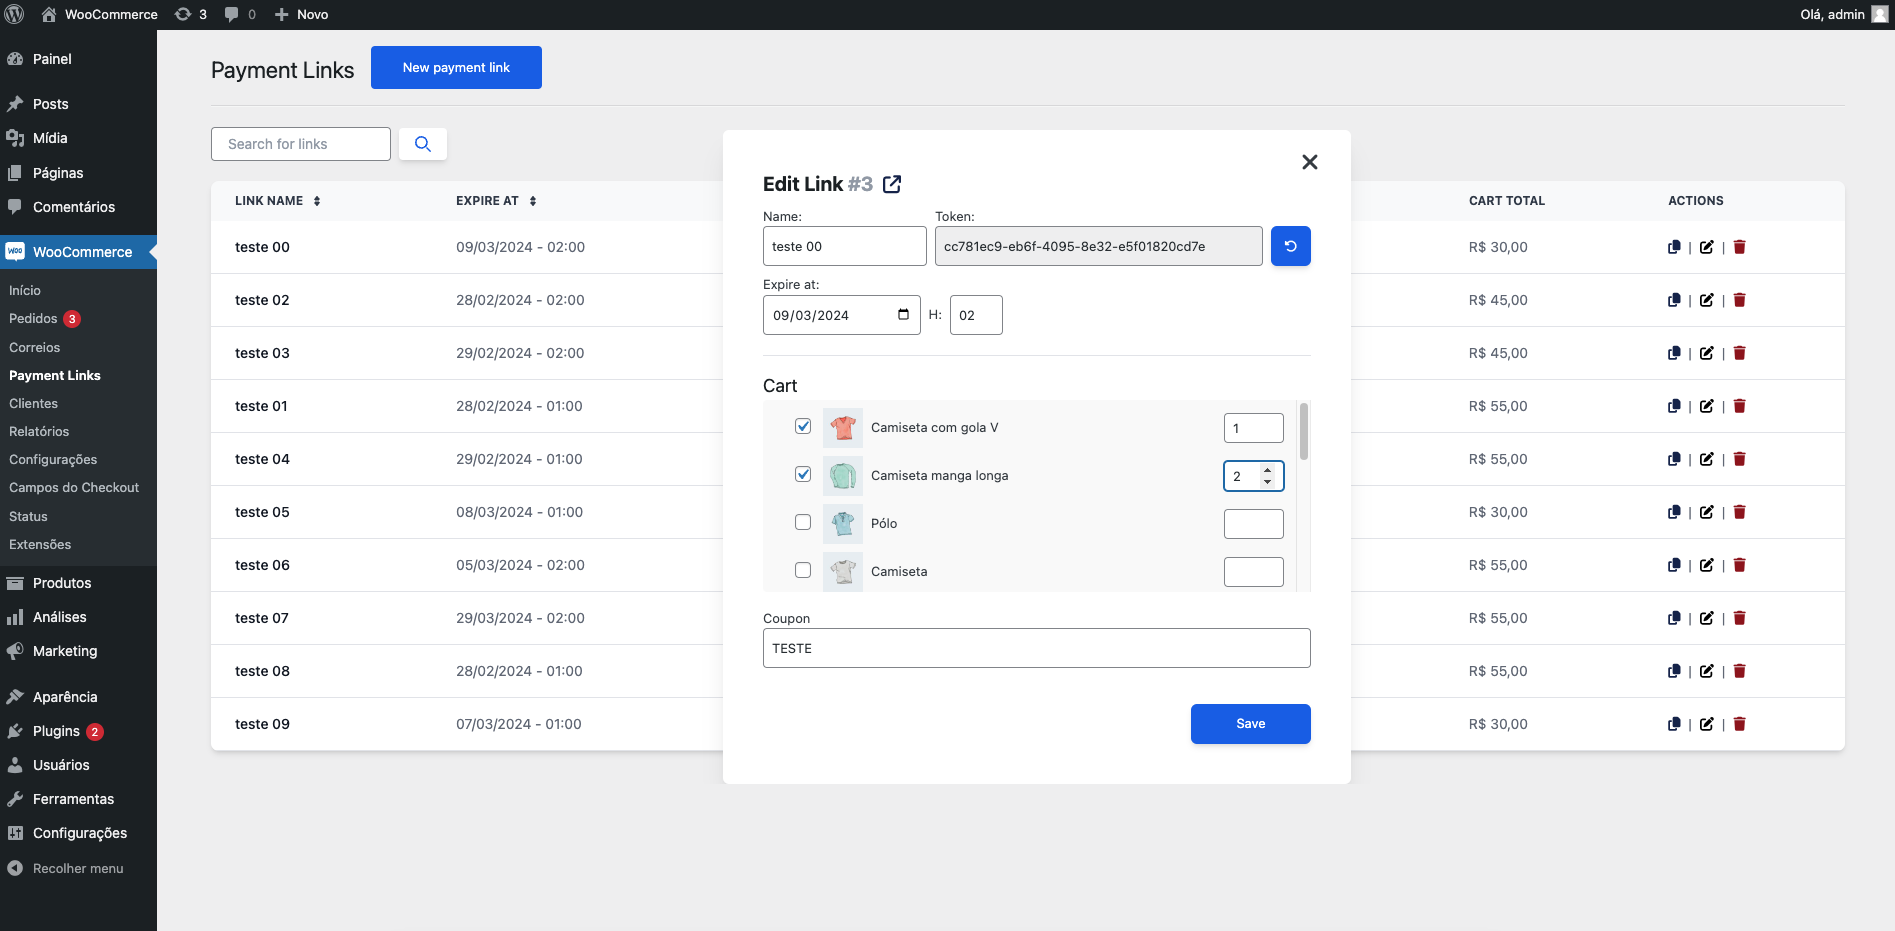 WooCommerce
3
0
Novo
Olá, admin
Painel
Posts
Mídia
Páginas
Comentários
Woo
WooCommerce
Início
Pedidos 3
Correios
Payment Links
Clientes
Relatórios
Configurações
Campos do Checkout
Status
Extensões
Produtos
Análises
Marketing
Aparência
Plugins 2
Usuários
Ferramentas
Configurações
Recolher menu
Payment Links
New payment link
Search for links
LINK NAME EXPIRE AT CART TOTAL ACTIONS
teste 00 09/03/2024 - 02:00 R$ 30,00 | |
teste 02 28/02/2024 - 02:00 R$ 45,00 | |
teste 03 29/02/2024 - 02:00 R$ 45,00 | |
teste 01 28/02/2024 - 01:00 R$ 55,00 | |
teste 04 29/02/2024 - 01:00 R$ 55,00 | |
teste 05 08/03/2024 - 01:00 R$ 30,00 | |
teste 06 05/03/2024 - 02:00 R$ 55,00 | |
teste 07 29/03/2024 - 02:00 R$ 55,00 | |
teste 08 28/02/2024 - 01:00 R$ 55,00 | |
teste 09 07/03/2024 - 01:00 R$ 30,00 | |
Edit Link #3
Name: Token:
teste 00 cc781ec9-eb6f-4095-8e32-e5f01820cd7e
Expire at:
09/03/2024 H: 02
Cart
Camiseta com gola V 1
Camiseta manga longa 2
Pólo
Camiseta
Coupon
TESTE
Save